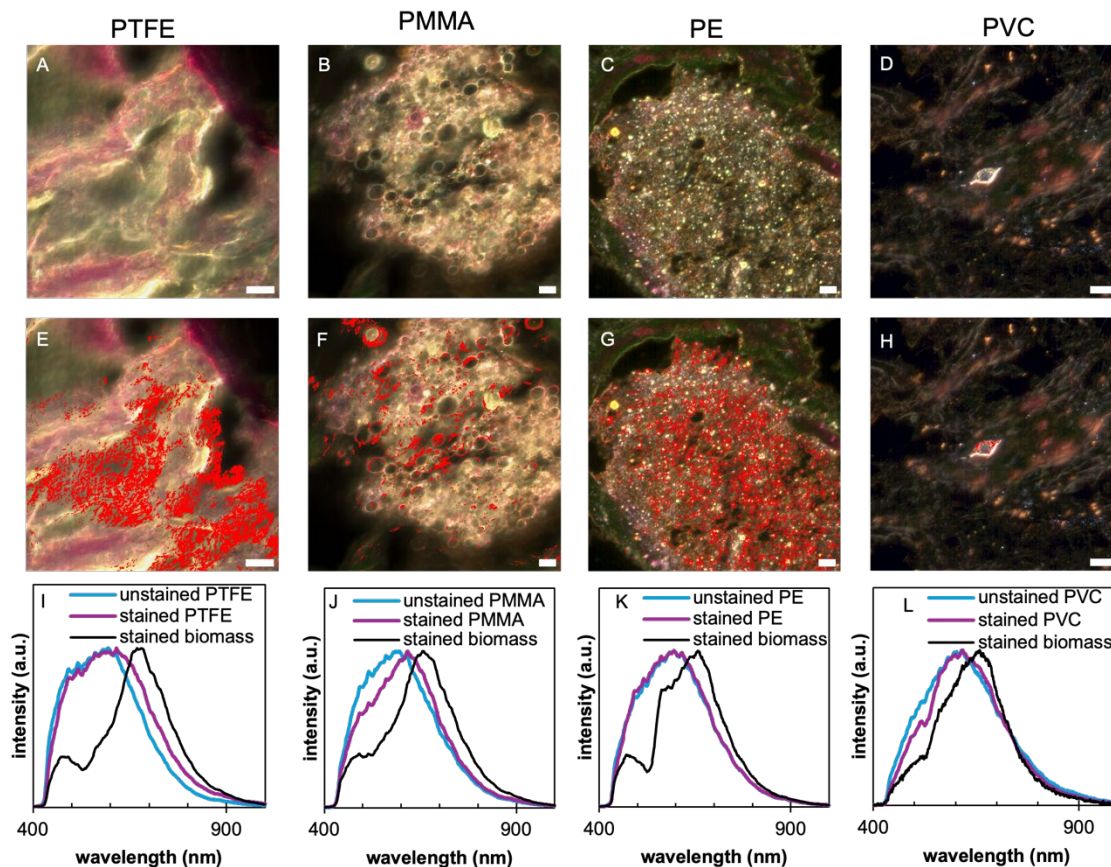 PTFE PMMA PE PVC
A B C D
E F G H
I J K L
unstained PTFE
stained PTFE
stained biomass
unstained PMMA
stained PMMA
stained biomass
unstained PE
stained PE
stained biomass
unstained PVC
stained PVC
stained biomass
intensity (a.u.) intensity (a.u.) intensity (a.u.) intensity (a.u.)
400 900 400 900 400 900 400 900
wavelength (nm) wavelength (nm) wavelength (nm) wavelength (nm)